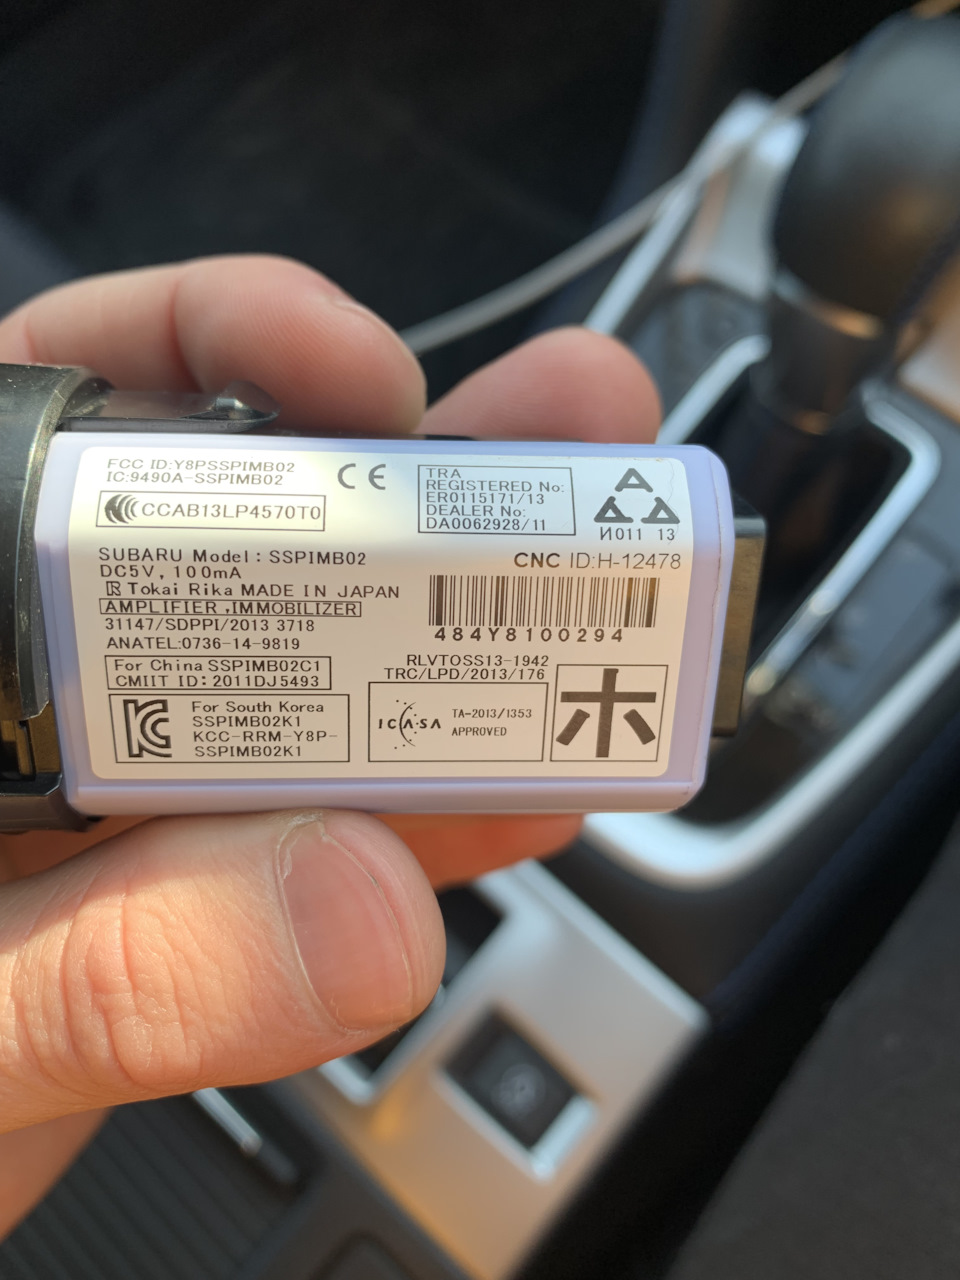 FCC ID:Y8PSSPIMB02
IC:9490A-SSPIMB02
CE
CCAB13LP4570T0
TRA
REGISTERED No:
ER0115171/13
DEALER No:
DA0062928/11
И011 13
SUBARU Model: SSPIMB02
DC5V, 100mA
Tokai Rika MADE IN JAPAN
AMPLIFIER ,IMMOBILIZER
31147/SDPPI/2013 3718
ANATEL:0736-14-9819
CNC ID:H-12478
484Y8100294
For China SSPIMB02C1
CMIIT ID: 2011DJ5493
RLVTOSS13-1942
TRC/LPD/2013/176
For South Korea
SSPIMB02K1
KCC-RRM-Y8P-
SSPIMB02K1
ICASA
TA-2013/1353
APPROVED